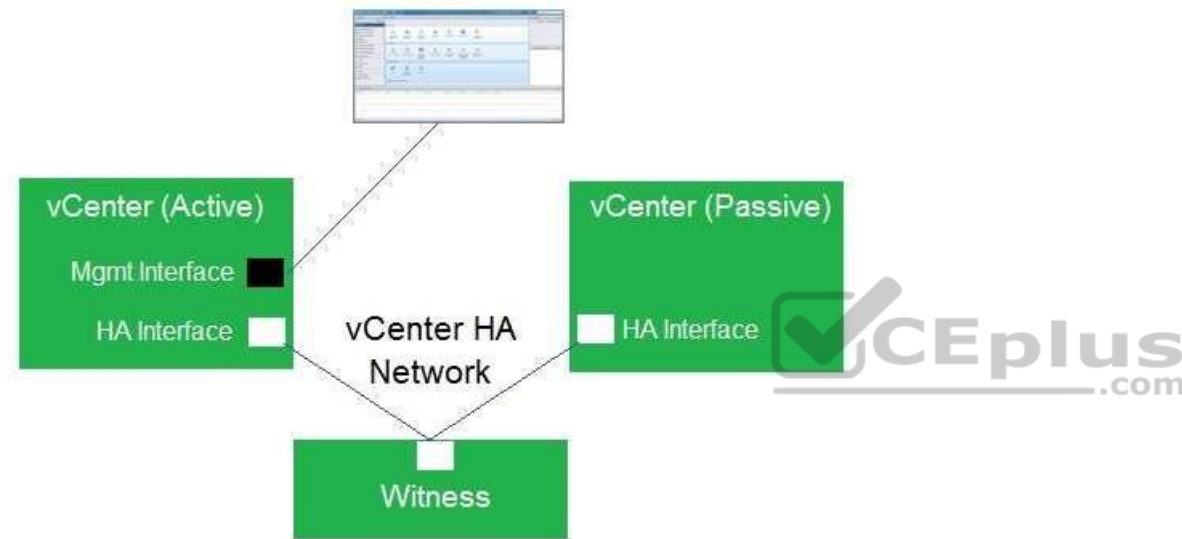 vCenter (Active)
Mgmt Interface
HA Interface
vCenter HA
Network
vCenter (Passive)
HA Interface
Witness
CEplus
.com